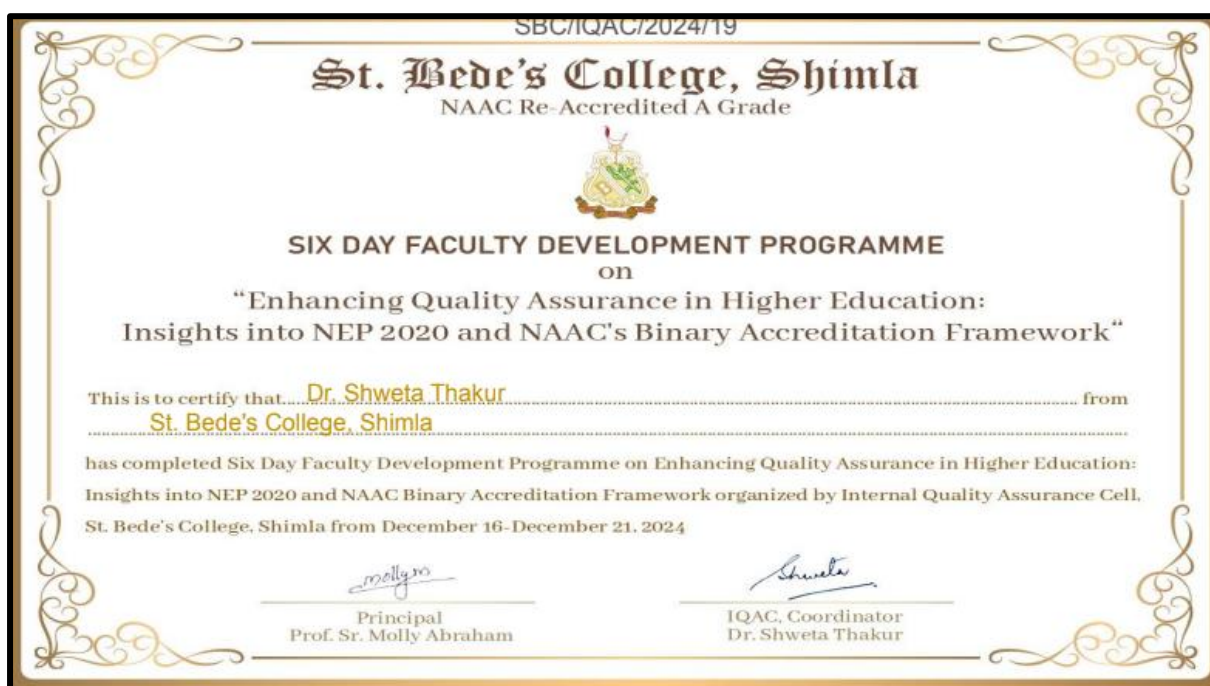 SBC/IQAC/2024/19
St. Bede's College, Shimla
NAAC Re-Accredited A Grade
SIX DAY FACULTY DEVELOPMENT PROGRAMME
on
“Enhancing Quality Assurance in Higher Education:
Insights into NEP 2020 and NAAC's Binary Accreditation Framework“
This is to certify that Dr. Shweta Thakur from
St. Bede's College, Shimla
has completed Six Day Faculty Development Programme on Enhancing Quality Assurance in Higher Education:
Insights into NEP 2020 and NAAC Binary Accreditation Framework organized by Internal Quality Assurance Cell,
St. Bede's College, Shimla from December 16-December 21, 2024
mollym Shweta
Principal IQAC, Coordinator
Prof. Sr. Molly Abraham Dr. Shweta Thakur